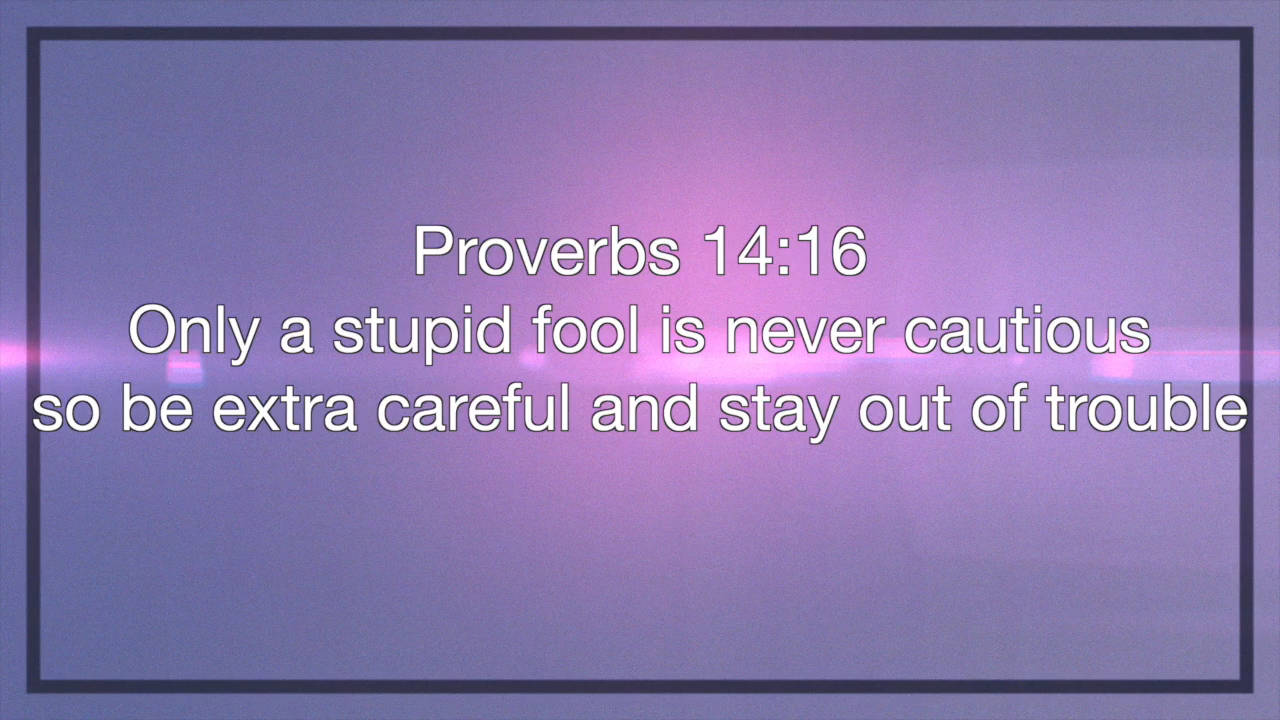 Proverbs 14:16
Only a stupid fool is never cautious
so be extra careful and stay out of trouble